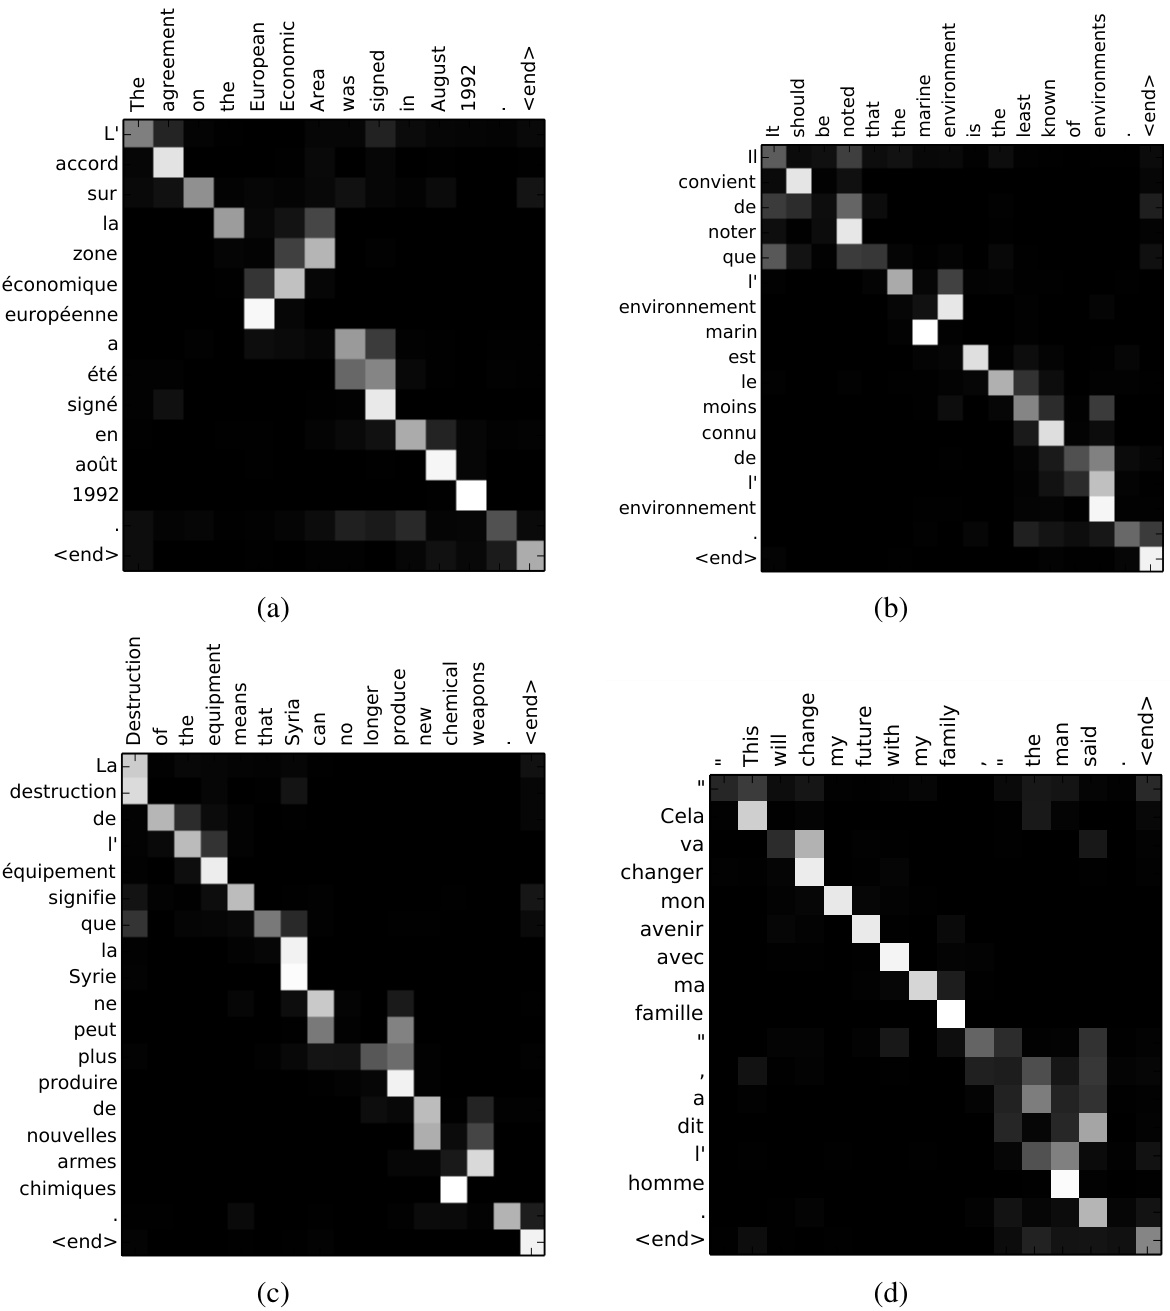 The agreement on the European Economic Area was signed in August 1992 . <end>
L'
accord
sur
la
zone
économique
européenne
a
été
signé
en
août
1992
.
<end>
(a)
It should be noted that the marine environment is the least known of environments . <end>
Il
convient
de
noter
que
l'
environnement
marin
est
le
moins
connu
de
l'
environnement
.
<end>
(b)
Destruction of the equipment means that Syria can no longer produce new chemical weapons . <end>
La
destruction
de
l'
équipement
signifie
que
la
Syrie
ne
peut
plus
produire
de
nouvelles
armes
chimiques
.
<end>
(c)
" This will change my future with my family , " the man said . <end>
"
Cela
va
changer
mon
avenir
avec
ma
famille
"
,
a
dit
l'
homme
.
<end>
(d)